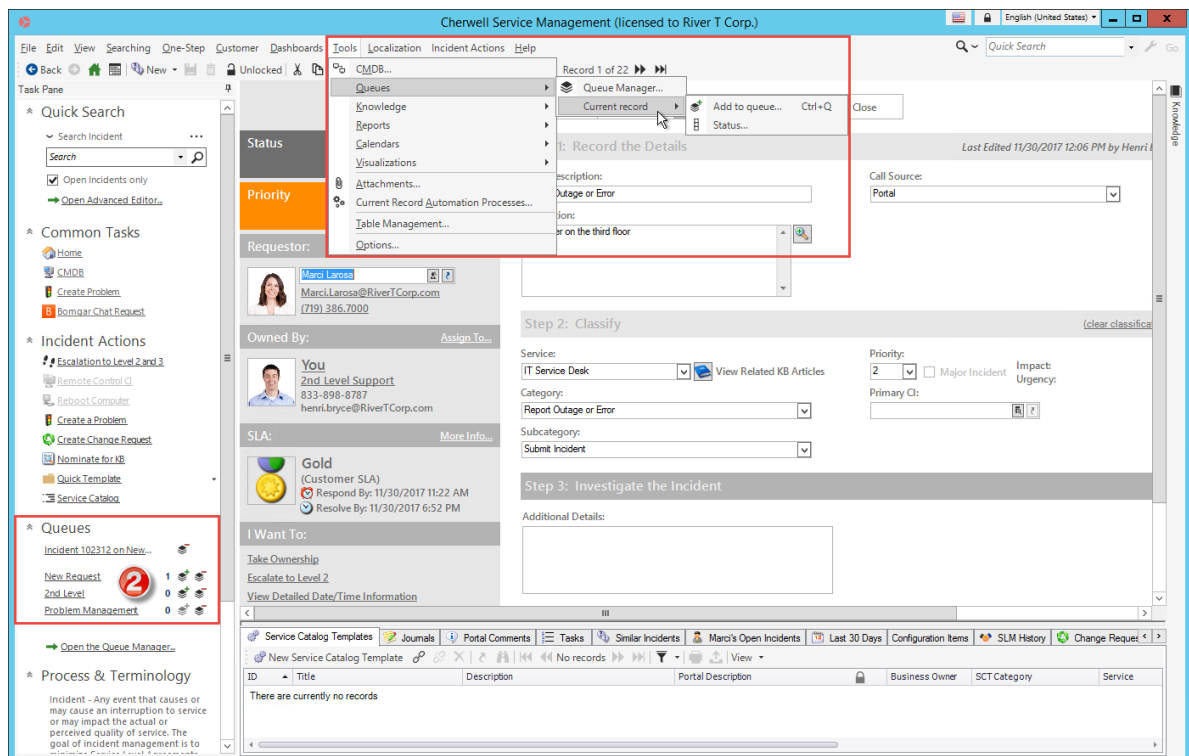 Cherwell Service Management (licensed to River T Corp.)
English (United States)
File Edit View Searching One-Step Customer Dashboards Tools Localization Incident Actions Help
Quick Search
Go
Back
New
Unlocked
Record 1 of 22
Task Pane
Quick Search
Search Incident
Search
Open Incidents only
Open Advanced Editor...
Common Tasks
Home
CMDB
Create Problem
Bomgar Chat Request
Incident Actions
Escalation to Level 2 and 3
Remote Control CI
Reboot Computer
Create a Problem
Create Change Request
Nominate for KB
Quick Template
Service Catalog
Queues
Incident 102312 on New...
New Request 1
2nd Level 0
Problem Management 0
2
Open the Queue Manager...
Process & Terminology
Incident - Any event that causes or
may cause an interruption to service
or may impact the actual or
perceived quality of service. The
goal of incident management is to
CMDB...
Queues
Knowledge
Reports
Calendars
Visualizations
Attachments...
Current Record Automation Processes...
Table Management...
Options...
Queue Manager...
Current record
Add to queue... Ctrl+Q
Status...
Close
Knowledge
Status
Priority
Requestor:
Marci Larosa
Marci.Larosa@RiverTCorp.com
(719) 386.7000
Owned By: Assign To...
You
2nd Level Support
833-898-8787
henri.bryce@RiverTCorp.com
SLA: More Info...
Gold
(Customer SLA)
Respond By: 11/30/2017 11:22 AM
Resolve By: 11/30/2017 6:52 PM
I Want To:
Take Ownership
Escalate to Level 2
View Detailed Date/Time Information
1: Record the Details
Last Edited 11/30/2017 12:06 PM by Henri
escription:
Outage or Error
Call Source:
Portal
tion:
er on the third floor
Step 2: Classify
(clear classificat
Service:
IT Service Desk
View Related KB Articles
Category:
Report Outage or Error
Subcategory:
Submit Incident
Priority:
2
Major Incident
Impact:
Urgency:
Primary CI:
Step 3: Investigate the Incident
Additional Details:
Service Catalog Templates Journals Portal Comments Tasks Similar Incidents Marci's Open Incidents Last 30 Days Configuration Items SLM History Change Reques
New Service Catalog Template
No records
View
ID Title Description Portal Description Business Owner SCT Category Service
There are currently no records